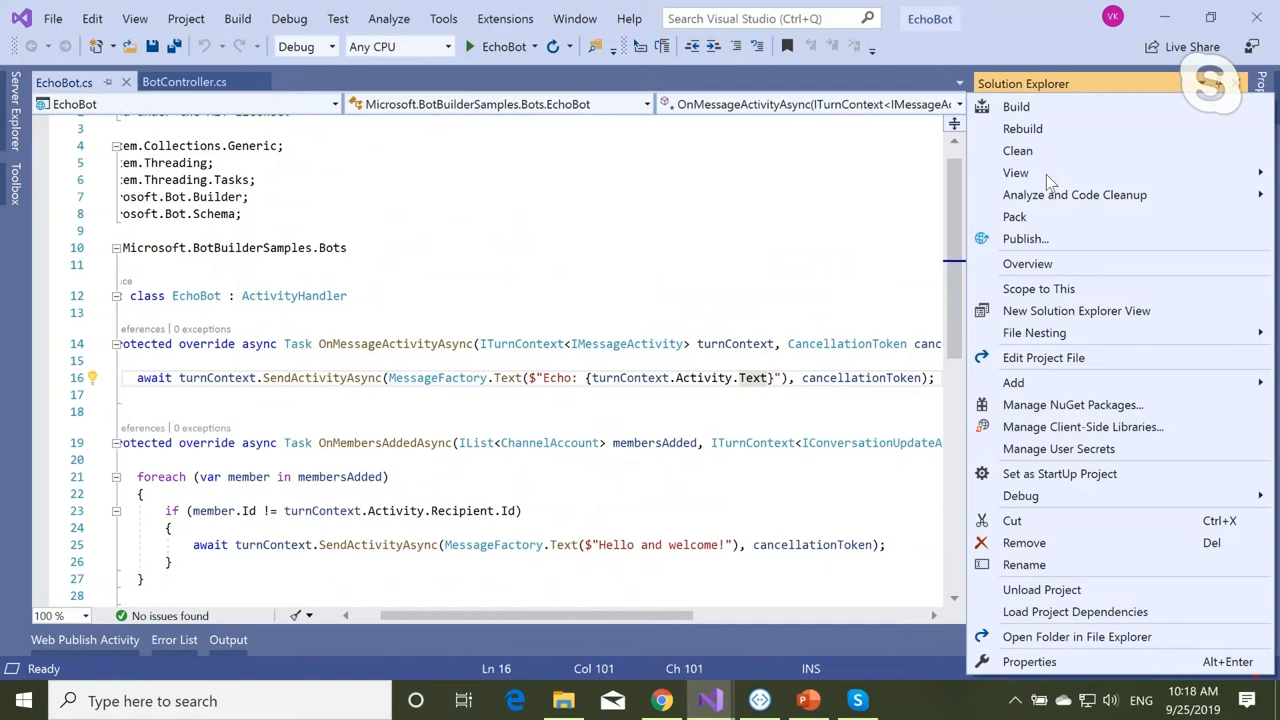 File Edit View Project Build Debug Test Analyze Tools Extensions Window Help Search Visual Studio (Ctrl+Q) EchoBot VK
Debug Any CPU EchoBot Live Share
Server Explorer
Toolbox
EchoBot.cs BotController.cs
EchoBot Microsoft.BotBuilderSamples.Bots.EchoBot OnMessageActivityAsync(ITurnContext<IMessageAc
3
4 :em.Collections.Generic;
5 :em.Threading;
6 :em.Threading.Tasks;
7 rosoft.Bot.Builder;
8 rosoft.Bot.Schema;
9
10 Microsoft.BotBuilderSamples.Bots
11
nce
12 class EchoBot : ActivityHandler
13
eferences | 0 exceptions
14 otected override async Task OnMessageActivityAsync(ITurnContext<IMessageActivity> turnContext, CancellationToken canc
15
16 await turnContext.SendActivityAsync(MessageFactory.Text($"Echo: {turnContext.Activity.Text}"), cancellationToken);
17
18
eferences | 0 exceptions
19 otected override async Task OnMembersAddedAsync(IList<ChannelAccount> membersAdded, ITurnContext<IConversationUpdateA
20
21 foreach (var member in membersAdded)
22 {
23 if (member.Id != turnContext.Activity.Recipient.Id)
24 {
25 await turnContext.SendActivityAsync(MessageFactory.Text($"Hello and welcome!"), cancellationToken);
26 }
27 }
28
100 % No issues found
Web Publish Activity Error List Output
Ready Ln 16 Col 101 Ch 101 INS
Solution Explorer
Build
Rebuild
Clean
View
Analyze and Code Cleanup
Pack
Publish...
Overview
Scope to This
New Solution Explorer View
File Nesting
Edit Project File
Add
Manage NuGet Packages...
Manage Client-Side Libraries...
Manage User Secrets
Set as StartUp Project
Debug
Cut Ctrl+X
Remove Del
Rename
Unload Project
Load Project Dependencies
Open Folder in File Explorer
Properties Alt+Enter
Type here to search
ENG
10:18 AM
9/25/2019